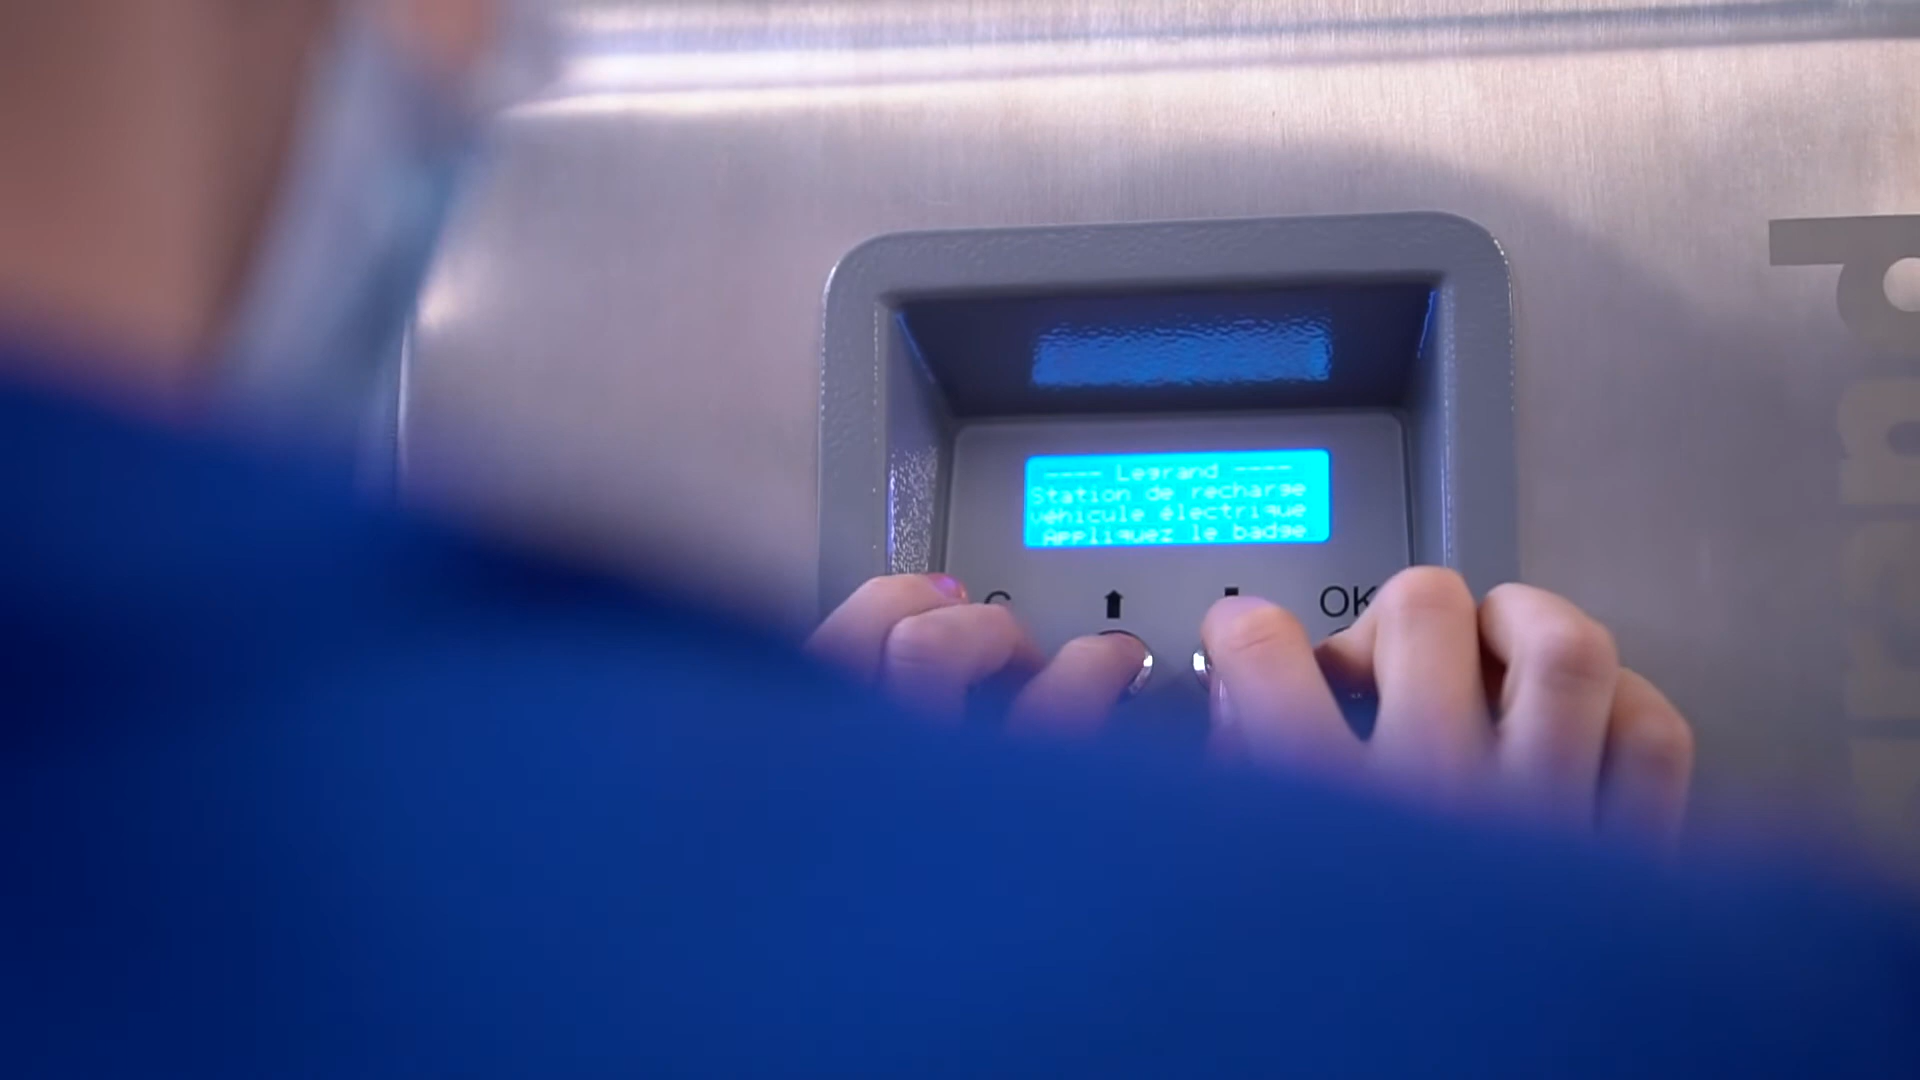 ---- Legrand ----
Station de recharge
véhicule électrique
Appliquez le badge
C
OK